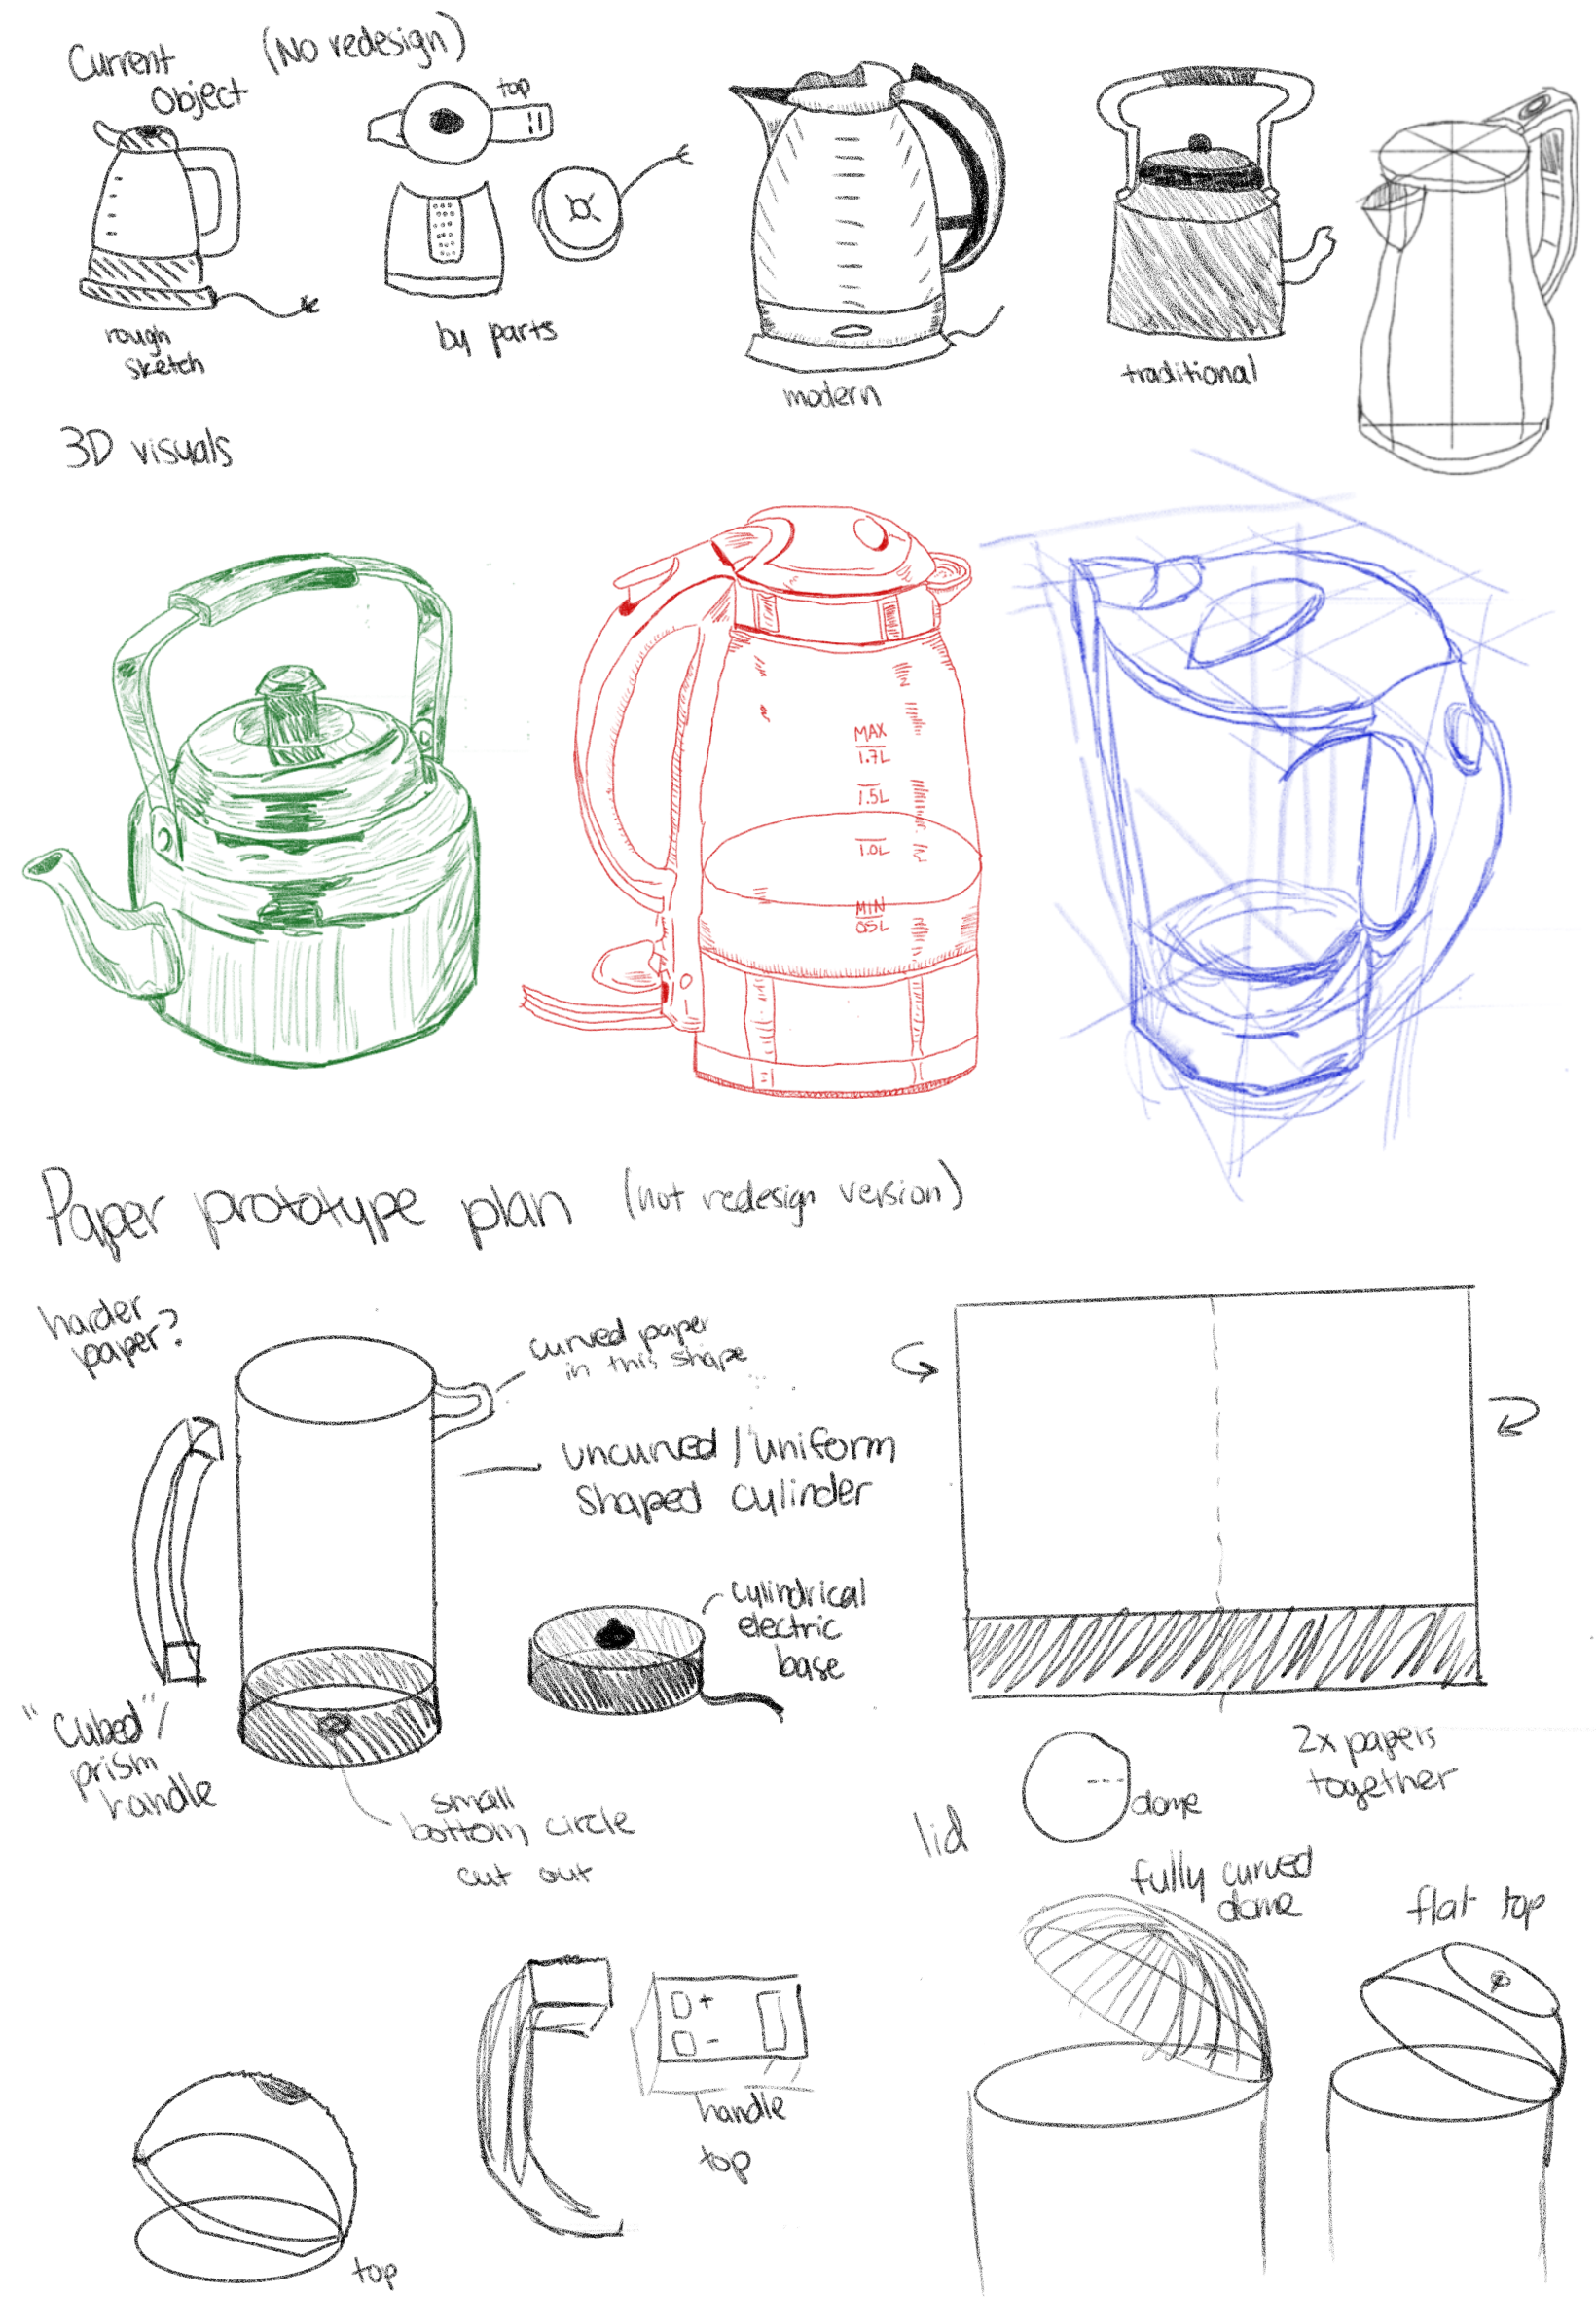 Current (No redesign)
Object
top
rough
sketch
by parts
modern
traditional
3D visuals
MAX
1.7L
1.5L
1.0L
MIN
0.5L
Paper prototype plan (not redesign version)
harder
paper?
curved paper
in this shape
uncurved / uniform
shaped cylinder
cylindrical
electric
base
"Cubed"/
prism
handle
small
bottom circle
cut out
2x papers
together
dome
lid
fully curved
dome
flat top
+
-
handle
top
top